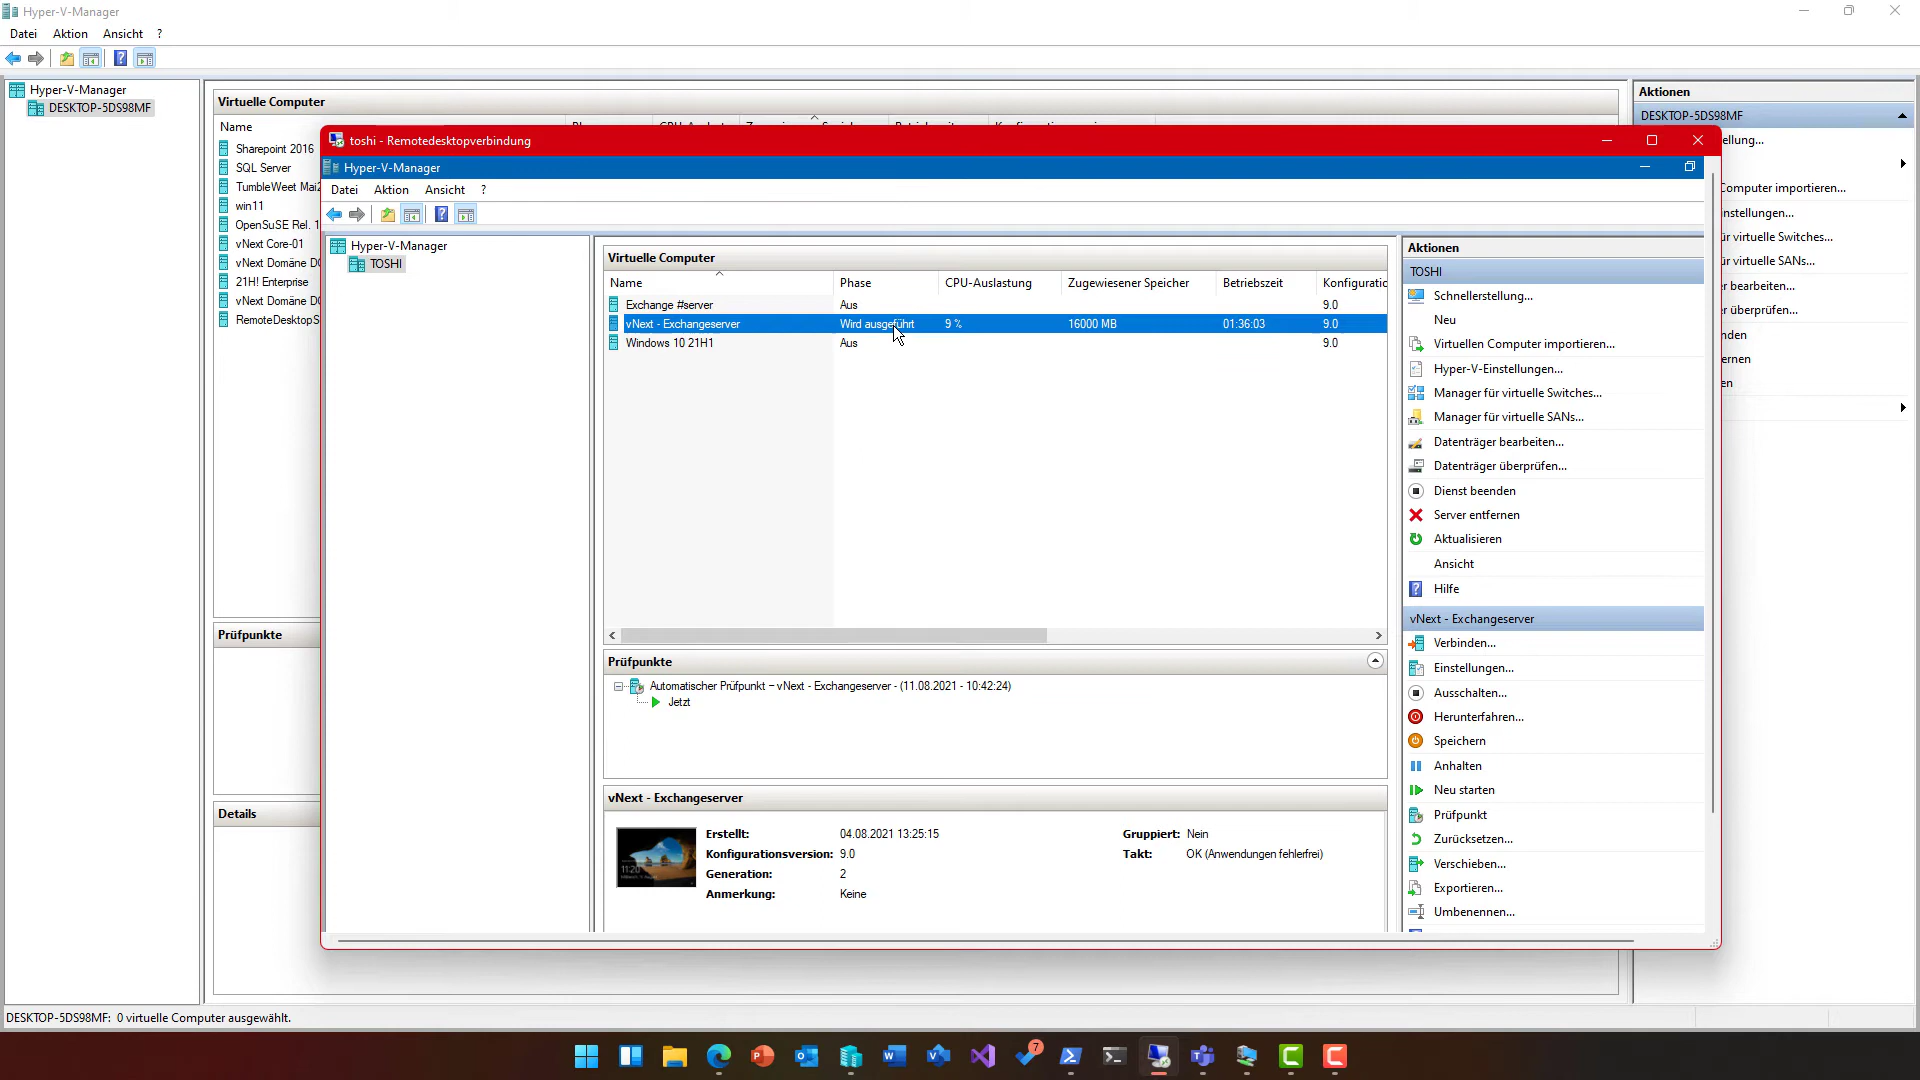 Hyper-V-Manager
Datei Aktion Ansicht ?
Hyper-V-Manager
DESKTOP-5DS98MF
Virtuelle Computer
Name
Sharepoint 2016
SQL Server
TumbleWeet Mai2
win11
OpenSuSE Rel. 1
vNext Core-01
vNext Domäne D
21H! Enterprise
vNext Domäne D
RemoteDesktopS
Prüfpunkte
Details
DESKTOP-5DS98MF: 0 virtuelle Computer ausgewählt.
Aktionen
DESKTOP-5DS98MF
ellung...
Computer importieren...
instellungen...
ür virtuelle Switches...
ür virtuelle SANs...
er bearbeiten...
er überprüfen...
nden
ernen
en
toshi - Remotedesktopverbindung
Hyper-V-Manager
Datei Aktion Ansicht ?
Hyper-V-Manager
TOSHI
Virtuelle Computer
Name Phase CPU-Auslastung Zugewiesener Speicher Betriebszeit Konfiguratio
Exchange #server Aus 9.0
vNext - Exchangeserver Wird ausgeführt 9 % 16000 MB 01:36:03 9.0
Windows 10 21H1 Aus 9.0
Prüfpunkte
Automatischer Prüfpunkt – vNext - Exchangeserver - (11.08.2021 - 10:42:24)
Jetzt
vNext - Exchangeserver
11:20
Erstellt: 04.08.2021 13:25:15 Gruppiert: Nein
Konfigurationsversion: 9.0 Takt: OK (Anwendungen fehlerfrei)
Generation: 2
Anmerkung: Keine
Aktionen
TOSHI
Schnellerstellung...
Neu
Virtuellen Computer importieren...
Hyper-V-Einstellungen...
Manager für virtuelle Switches...
Manager für virtuelle SANs...
Datenträger bearbeiten...
Datenträger überprüfen...
Dienst beenden
Server entfernen
Aktualisieren
Ansicht
Hilfe
vNext - Exchangeserver
Verbinden...
Einstellungen...
Ausschalten...
Herunterfahren...
Speichern
Anhalten
Neu starten
Prüfpunkt
Zurücksetzen...
Verschieben...
Exportieren...
Umbenennen...
7